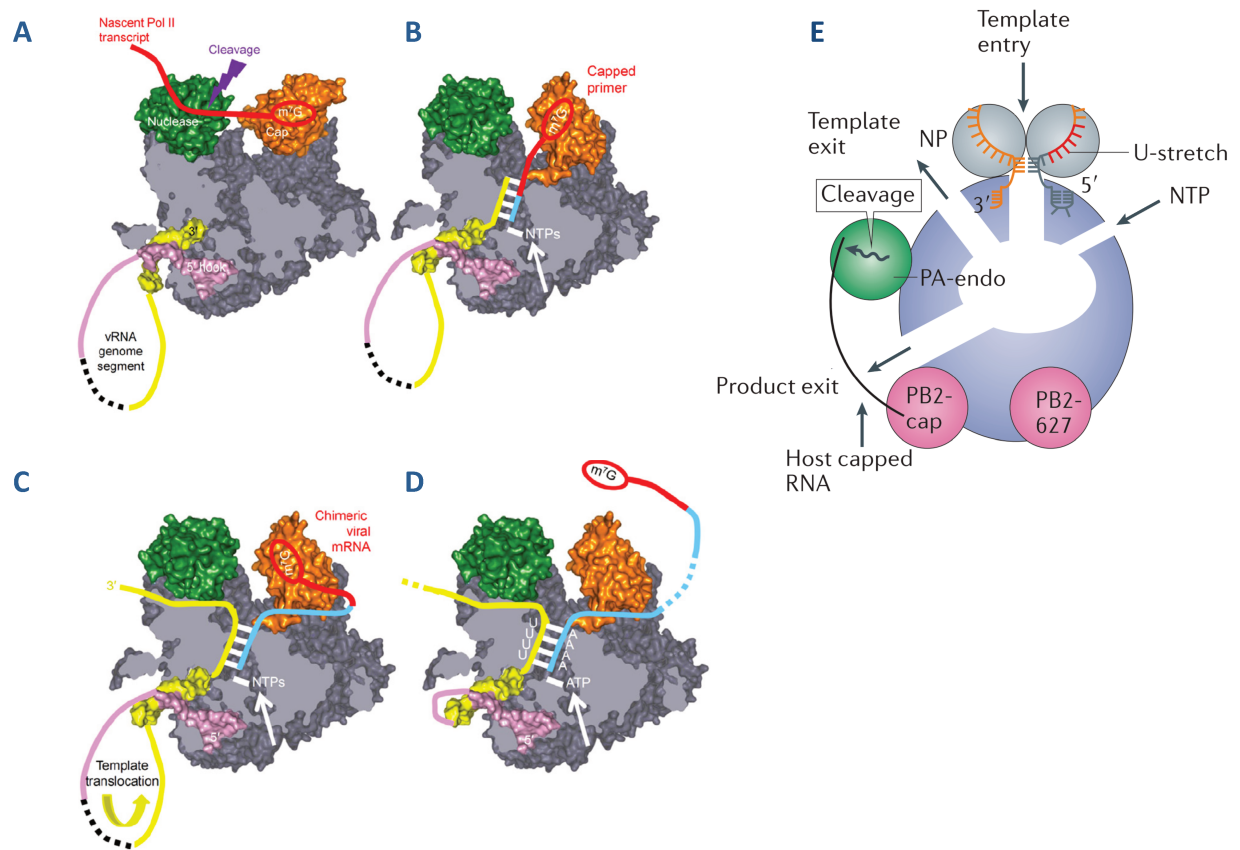 A
Nascent Pol II
transcript
Cleavage
Nuclease
m⁷G
Cap
3'
5' hook
vRNA
genome
segment
B
Capped
primer
m⁷G
NTPs
C
Chimeric
viral
mRNA
m⁷G
3'
NTPs
5'
Template
translocation
D
m⁷G
U
U
U
U
A
A
A
A
ATP
5'
E
Template
entry
Template
exit
NP
U-stretch
3′
5′
NTP
Cleavage
PA-endo
Product exit
PB2-
cap
PB2-
627
Host capped
RNA